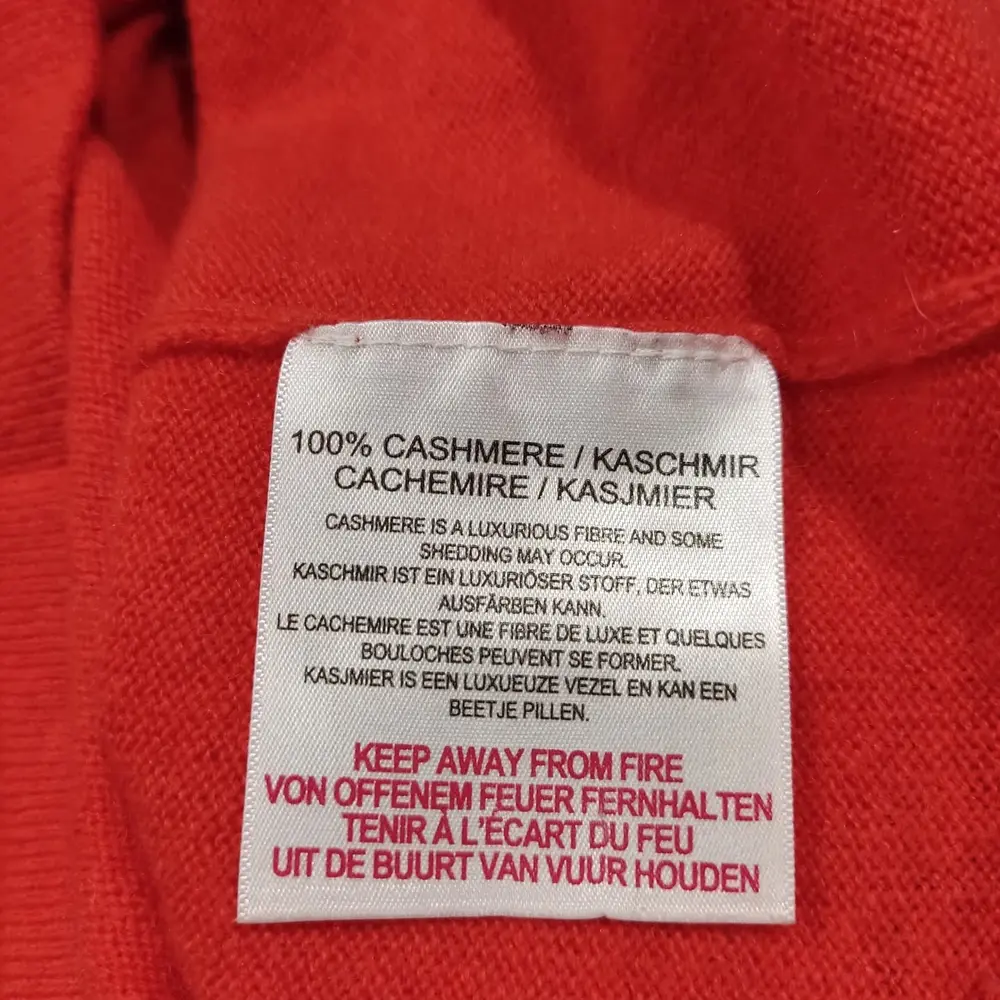 100% CASHMERE / KASCHMIR
CACHEMIRE / KASJMIER
CASHMERE IS A LUXURIOUS FIBRE AND SOME
SHEDDING MAY OCCUR.
KASCHMIR IST EIN LUXURIÖSER STOFF, DER ETWAS
AUSFÄRBEN KANN.
LE CACHEMIRE EST UNE FIBRE DE LUXE ET QUELQUES
BOULOCHES PEUVENT SE FORMER.
KASJMIER IS EEN LUXUEUZE VEZEL EN KAN EEN
BEETJE PILLEN.
KEEP AWAY FROM FIRE
VON OFFENEM FEUER FERNHALTEN
TENIR À L'ÉCART DU FEU
UIT DE BUURT VAN VUUR HOUDEN